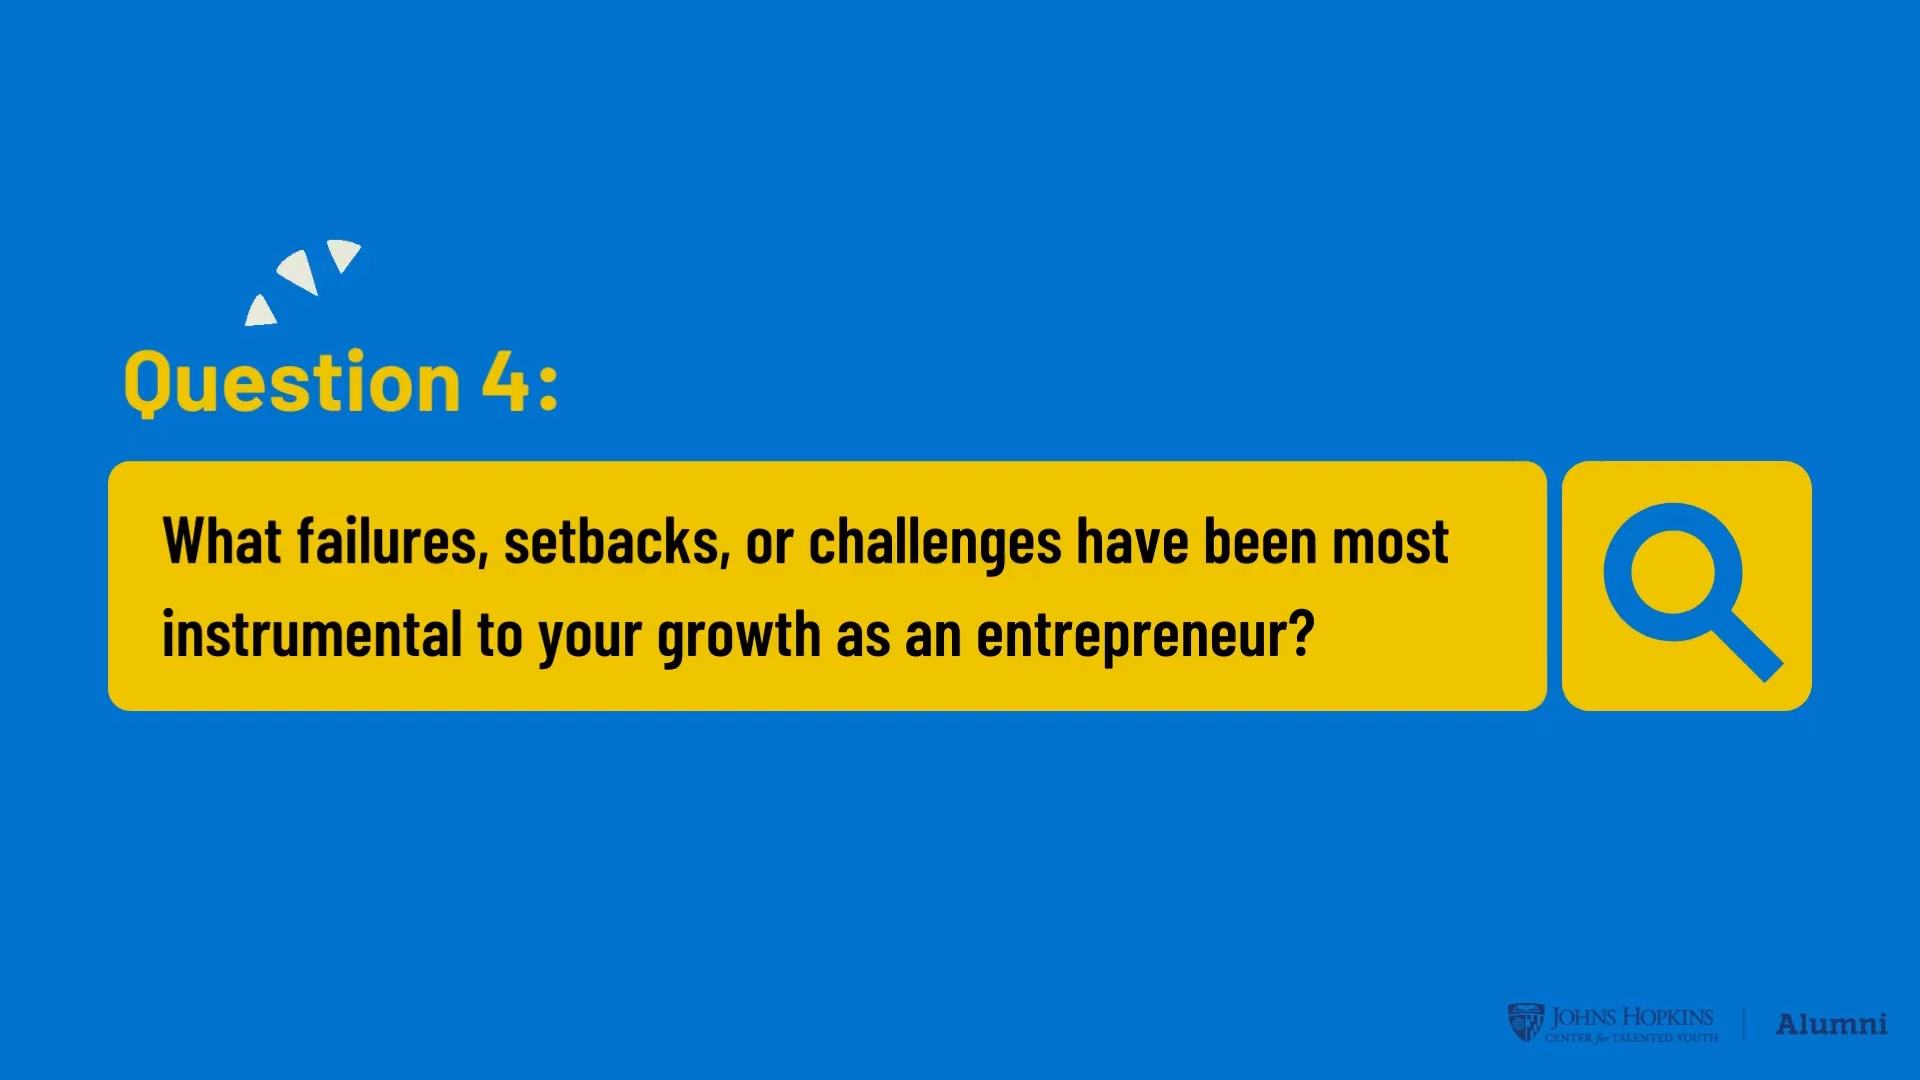 Question 4:
What failures, setbacks, or challenges have been most
instrumental to your growth as an entrepreneur?
JOHNS HOPKINS
CENTER for TALENTED YOUTH
Alumni